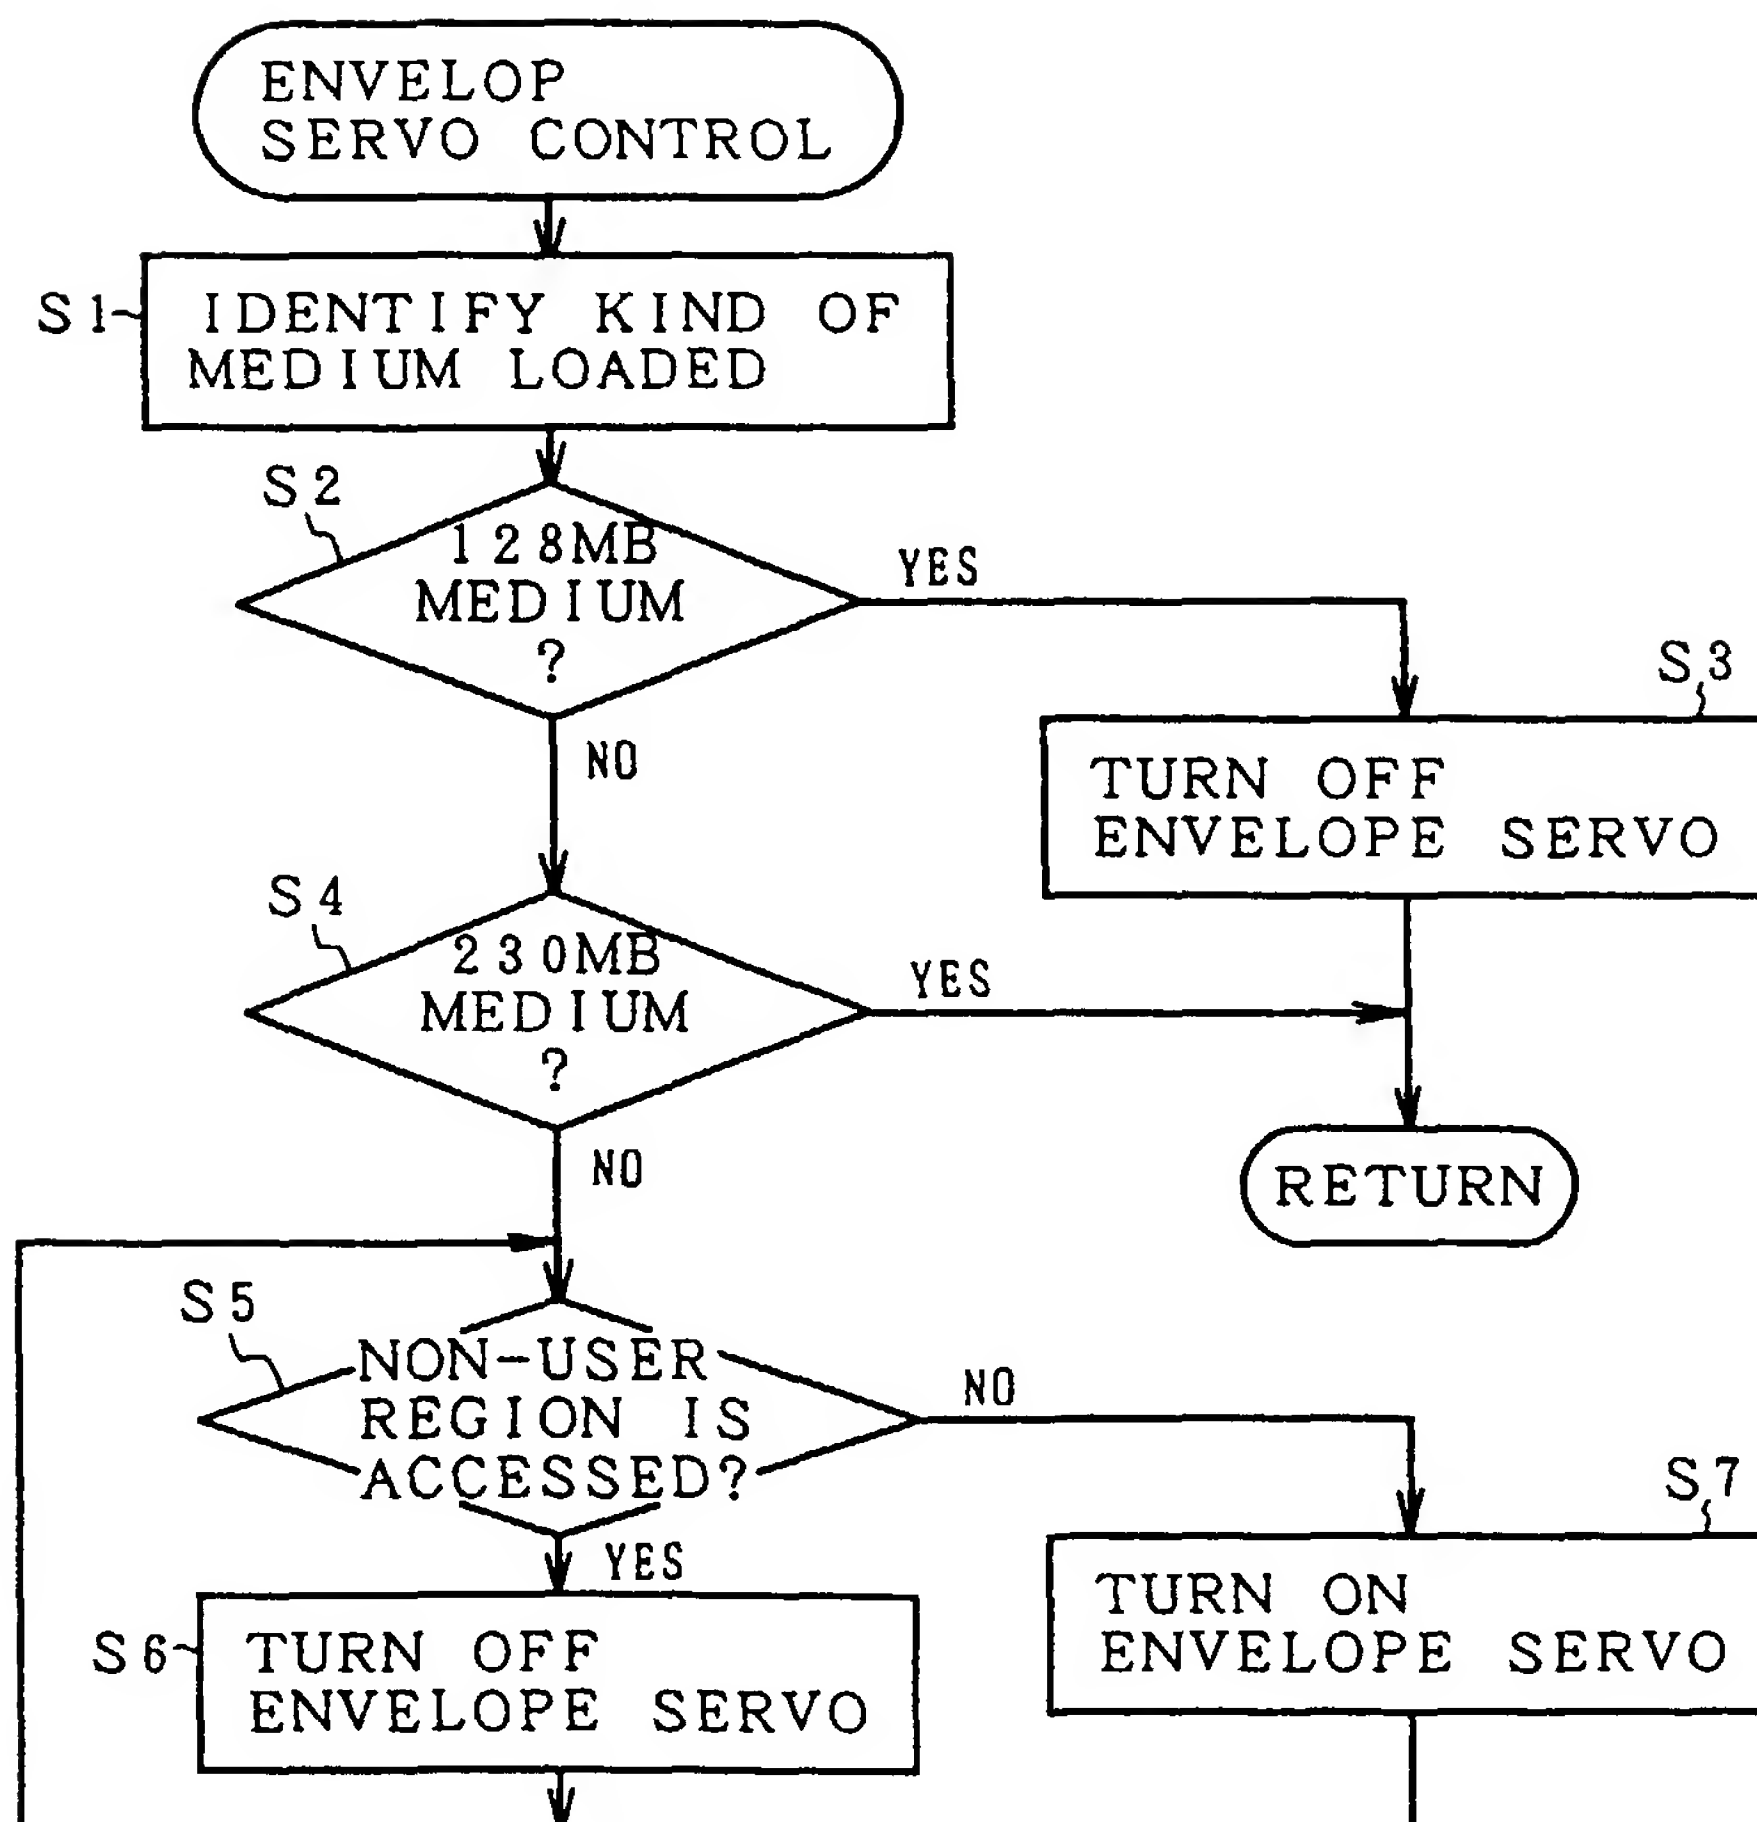 ENVELOP
SERVO CONTROL
S1
IDENTIFY KIND OF
MEDIUM LOADED
S2
128MB
MEDIUM
?
YES
NO
S3
TURN OFF
ENVELOPE SERVO
S4
230MB
MEDIUM
?
YES
NO
RETURN
S5
NON-USER
REGION IS
ACCESSED?
NO
YES
S6
TURN OFF
ENVELOPE SERVO
S7
TURN ON
ENVELOPE SERVO